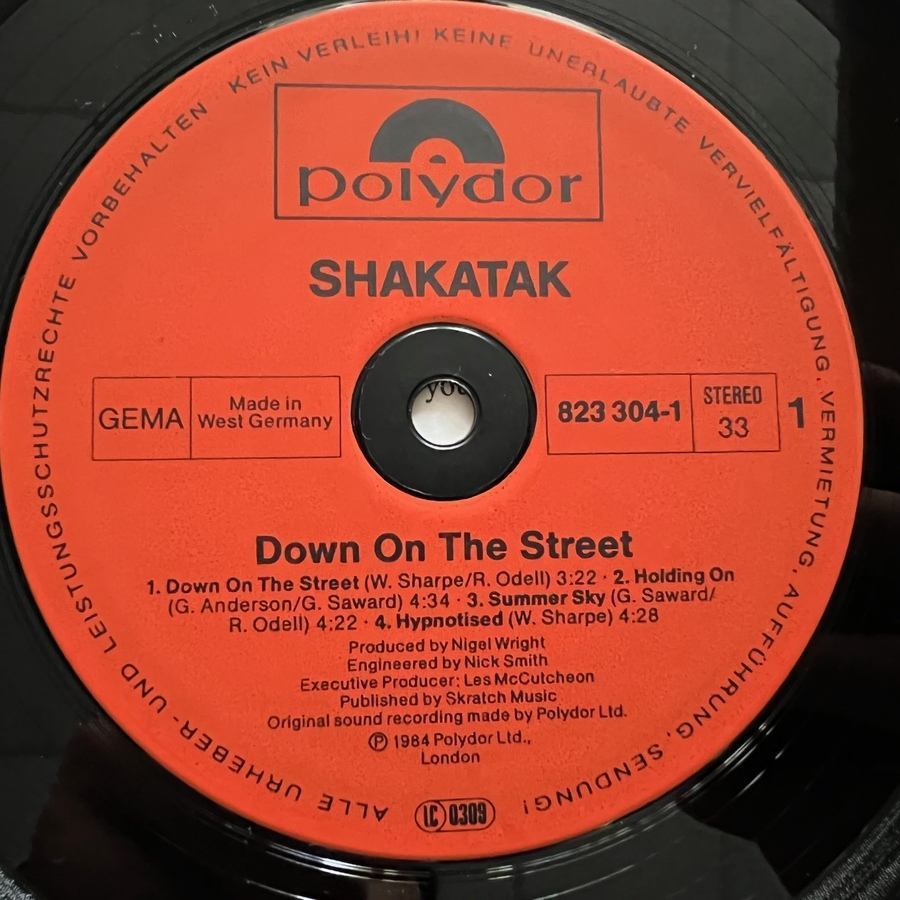 ALLE URHEBER- UND LEISTUNGSSCHUTZRECHTE VORBEHALTEN · KEIN VERLEIH! KEINE UNERLAUBTE VERVIELFÄLTIGUNG, VERMIETUNG, AUFFÜHRUNG, SENDUNG!
polydor
SHAKATAK
GEMA
Made in
West Germany
you
823 304-1
STEREO
33
1
Down On The Street
1. Down On The Street (W. Sharpe/R. Odell) 3:22 · 2. Holding On
(G. Anderson/G. Saward) 4:34 · 3. Summer Sky (G. Saward/
R. Odell) 4:22 · 4. Hypnotised (W. Sharpe) 4:28
Produced by Nigel Wright
Engineered by Nick Smith
Executive Producer: Les McCutcheon
Published by Skratch Music
Original sound recording made by Polydor Ltd.
℗ 1984 Polydor Ltd.,
London
LC 0309